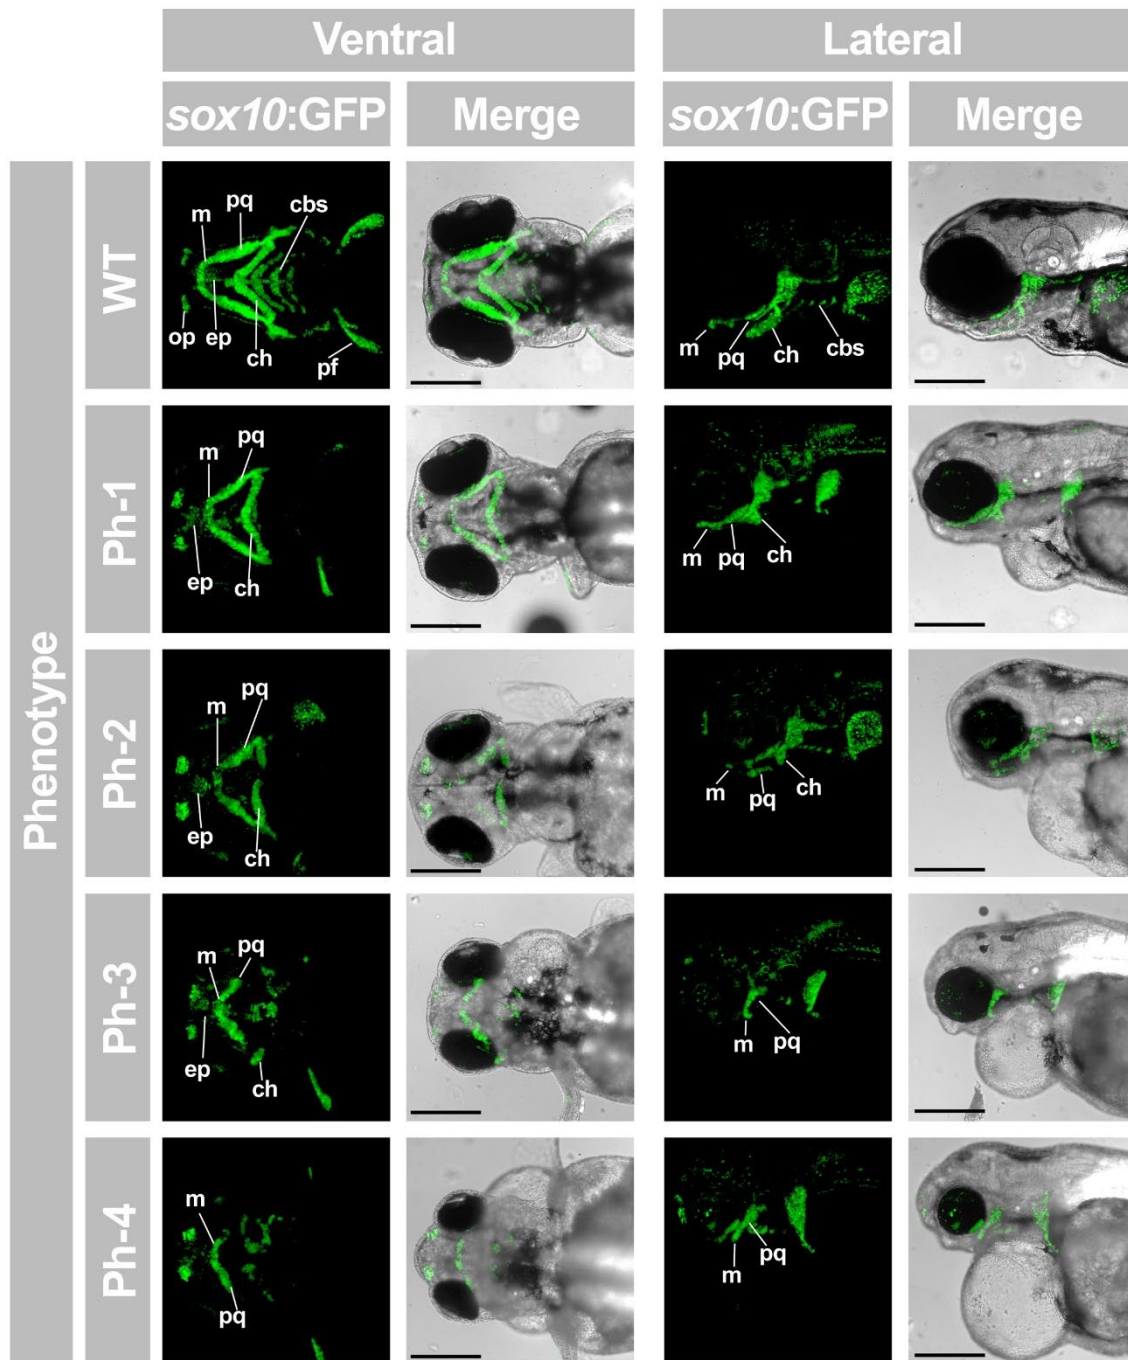 Ventral
Lateral
sox10:GFP
Merge
sox10:GFP
Merge
Phenotype
WT
m
pq
cbs
op
ep
ch
pf
m
pq
ch
cbs
Ph-1
m
pq
ep
ch
m
pq
ch
Ph-2
m
pq
ep
ch
m
pq
ch
Ph-3
m
pq
ep
ch
m
pq
Ph-4
m
pq
m
pq